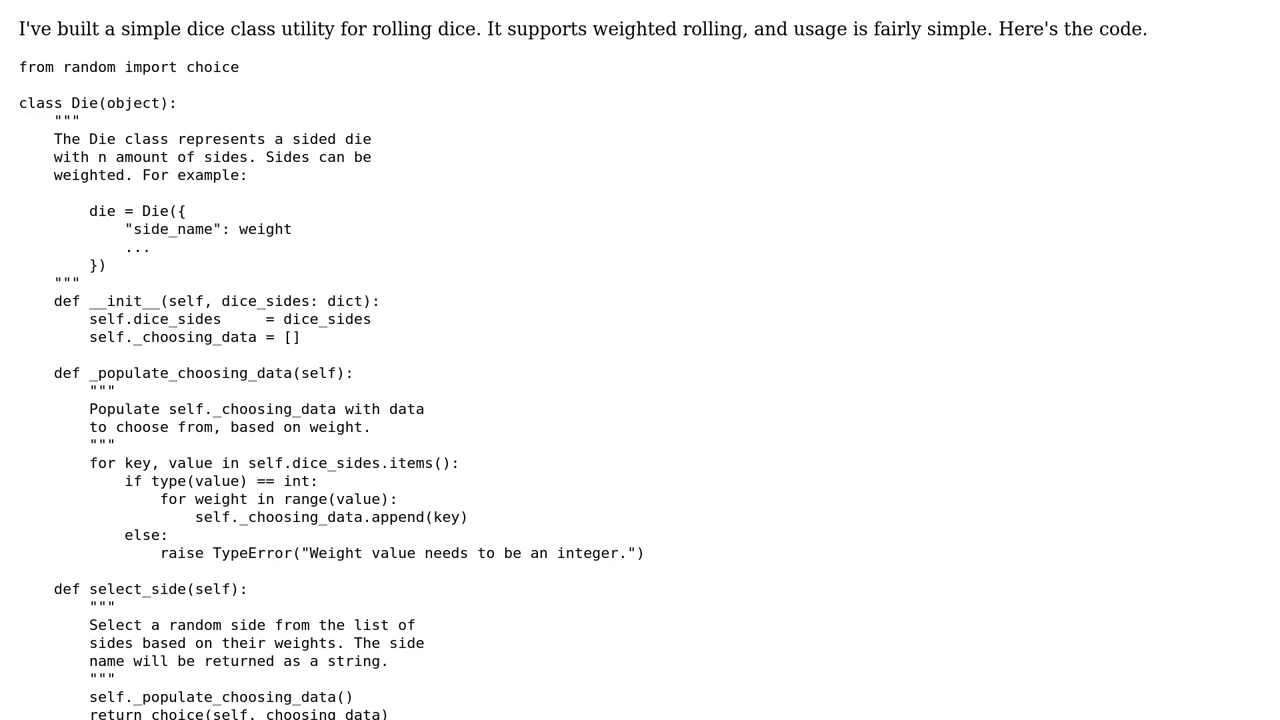 I've built a simple dice class utility for rolling dice. It supports weighted rolling, and usage is fairly simple. Here's the code.
from random import choice
class Die(object):
    """
    The Die class represents a sided die
    with n amount of sides. Sides can be
    weighted. For example:
        die = Die({
            "side_name": weight
            ...
        })
    """
    def __init__(self, dice_sides: dict):
        self.dice_sides     = dice_sides
        self._choosing_data = []
    def _populate_choosing_data(self):
        """
        Populate self._choosing_data with data
        to choose from, based on weight.
        """
        for key, value in self.dice_sides.items():
            if type(value) == int:
                for weight in range(value):
                    self._choosing_data.append(key)
            else:
                raise TypeError("Weight value needs to be an integer.")
    def select_side(self):
        """
        Select a random side from the list of
        sides based on their weights. The side
        name will be returned as a string.
        """
        self._populate_choosing_data()
        return choice(self._choosing_data)